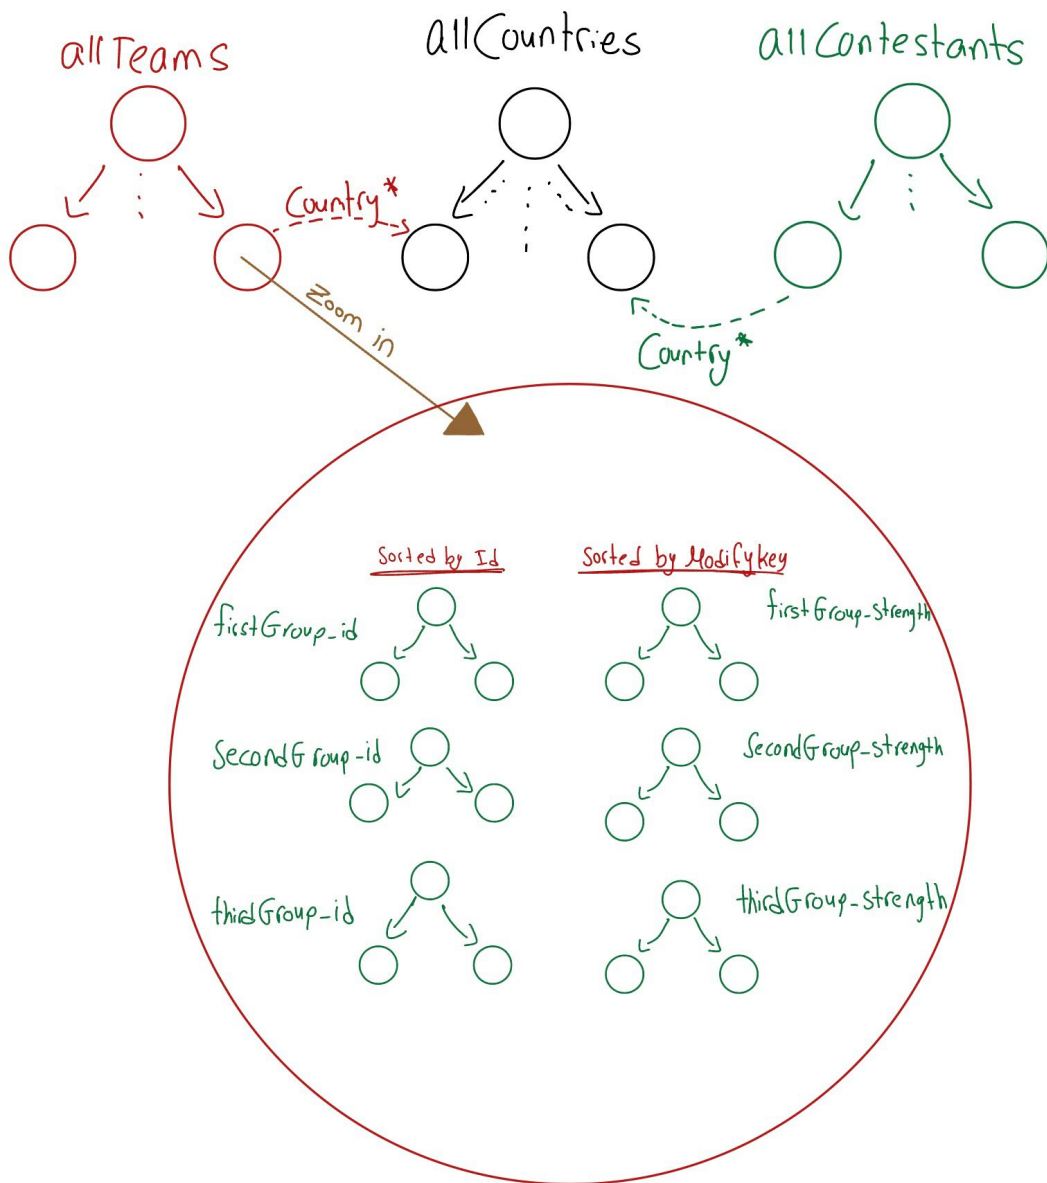 allTeams
allCountries
allContestants
Country*
Country*
Zoom in
Sorted by Id
Sorted by Modifykey
firstGroup_id
firstGroup_strength
SecondGroup_id
SecondGroup_strength
thirdGroup_id
thirdGroup_strength